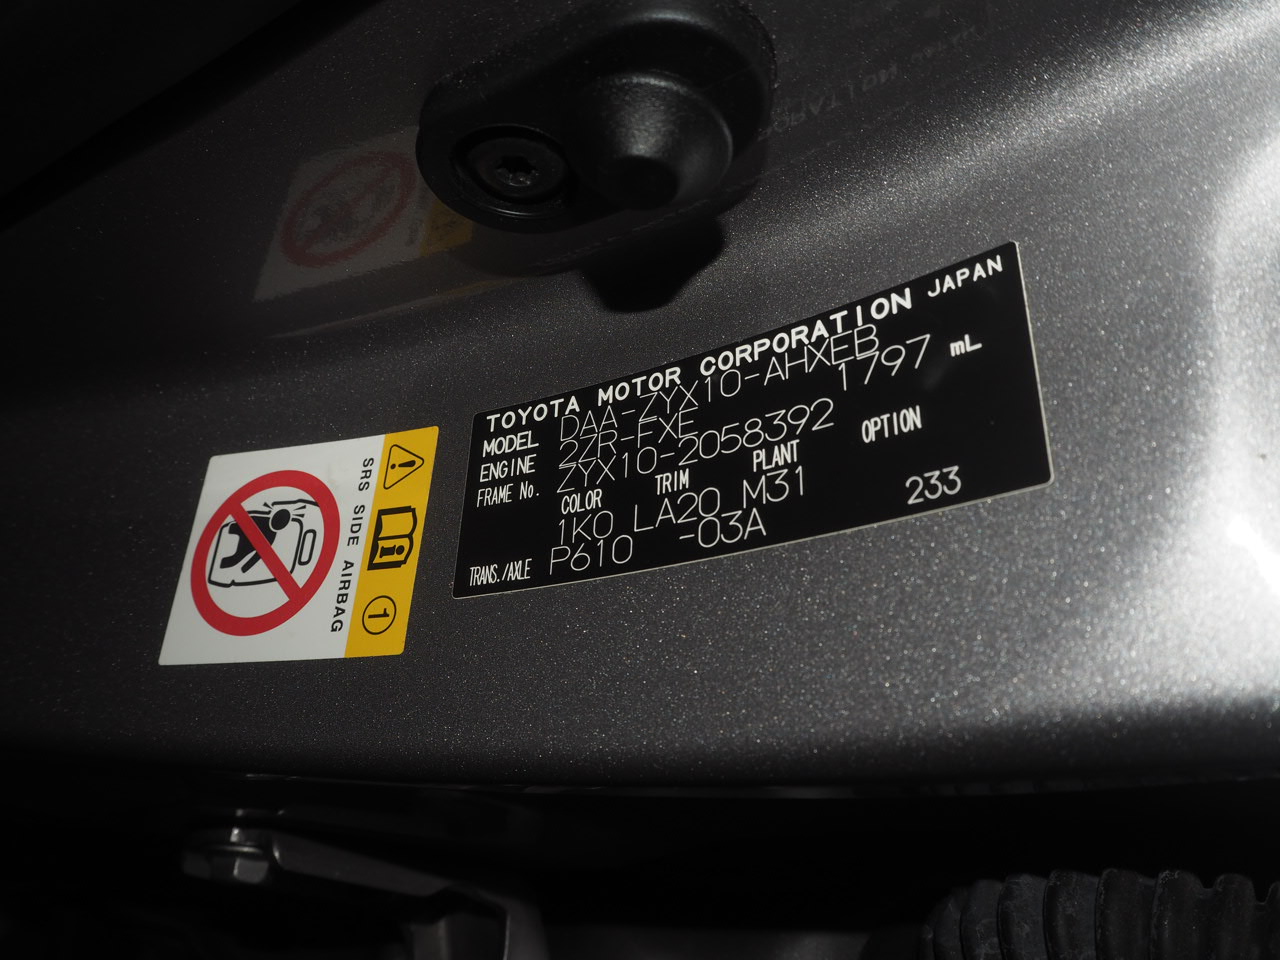 TOYOTA MOTOR CORPORATION JAPAN
MODEL DAA-ZYX10-AHXEB
ENGINE 2ZR-FXE 1797 mL
FRAME No. ZYX10-2058392
COLOR TRIM PLANT OPTION
1K0 LA20 M31
TRANS./AXLE P610 -03A 233
SRS SIDE AIRBAG
1